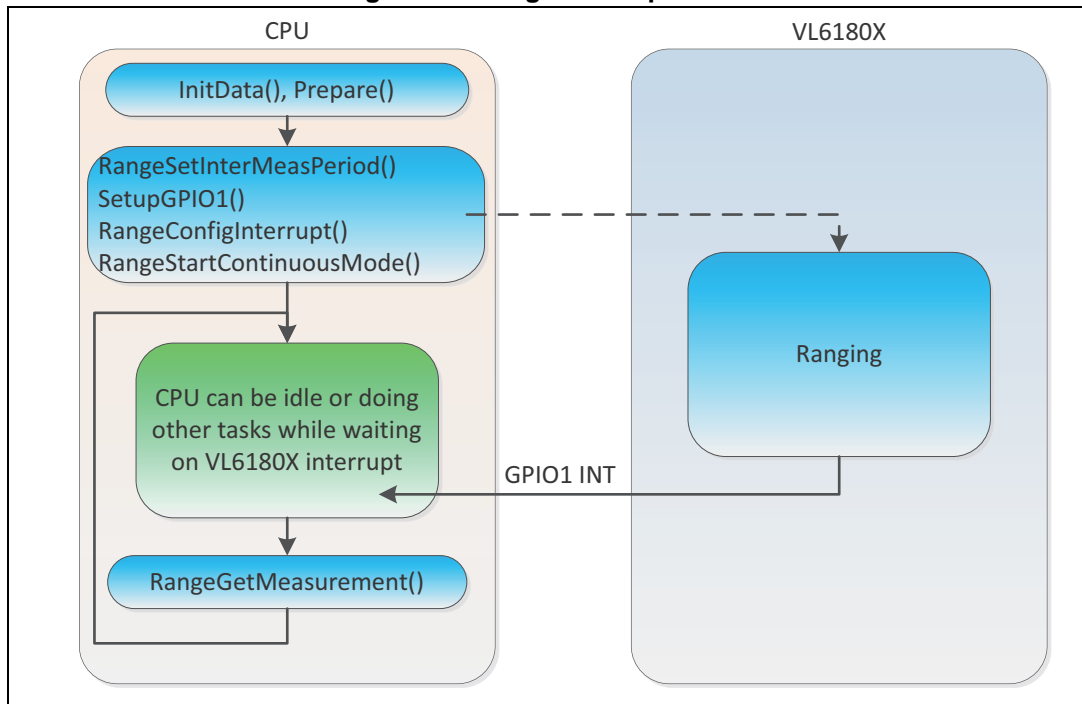 CPU
VL6180X
InitData(), Prepare()
RangeSetInterMeasPeriod()
SetupGPIO1()
RangeConfigInterrupt()
RangeStartContinuousMode()
Ranging
CPU can be idle or doing
other tasks while waiting
on VL6180X interrupt
GPIO1 INT
RangeGetMeasurement()